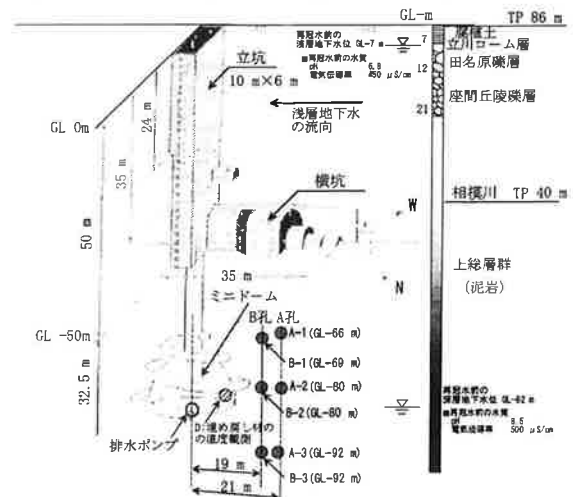 GL-m
TP 86 m
腐植土
再冠水前の
浅層地下水位 GL-7 m
7
立川ローム層
■再冠水前の水質
pH 6.8
電気伝導率 450 μS/cm
12
田名原礫層
立坑
10 m×6 m
座間丘陵礫層
21
浅層地下水
の流向
24 m
GL 0m
35 m
横坑
W
相模川 TP 40 m
50 m
35 m
N
上総層群
(泥岩)
ミニドーム
B孔 A孔
GL -50m
A-1(GL-66 m)
B-1(GL-69 m)
A-2(GL-80 m)
B-2(GL-80 m)
32.5 m
再冠水前の
深層地下水位 GL-82 m
■再冠水前の水質
pH 8.5
電気伝導率 500 μS/cm
D:埋め戻し材の
の温度観測
排水ポンプ
A-3(GL-92 m)
19 m
B-3(GL-92 m)
21 m